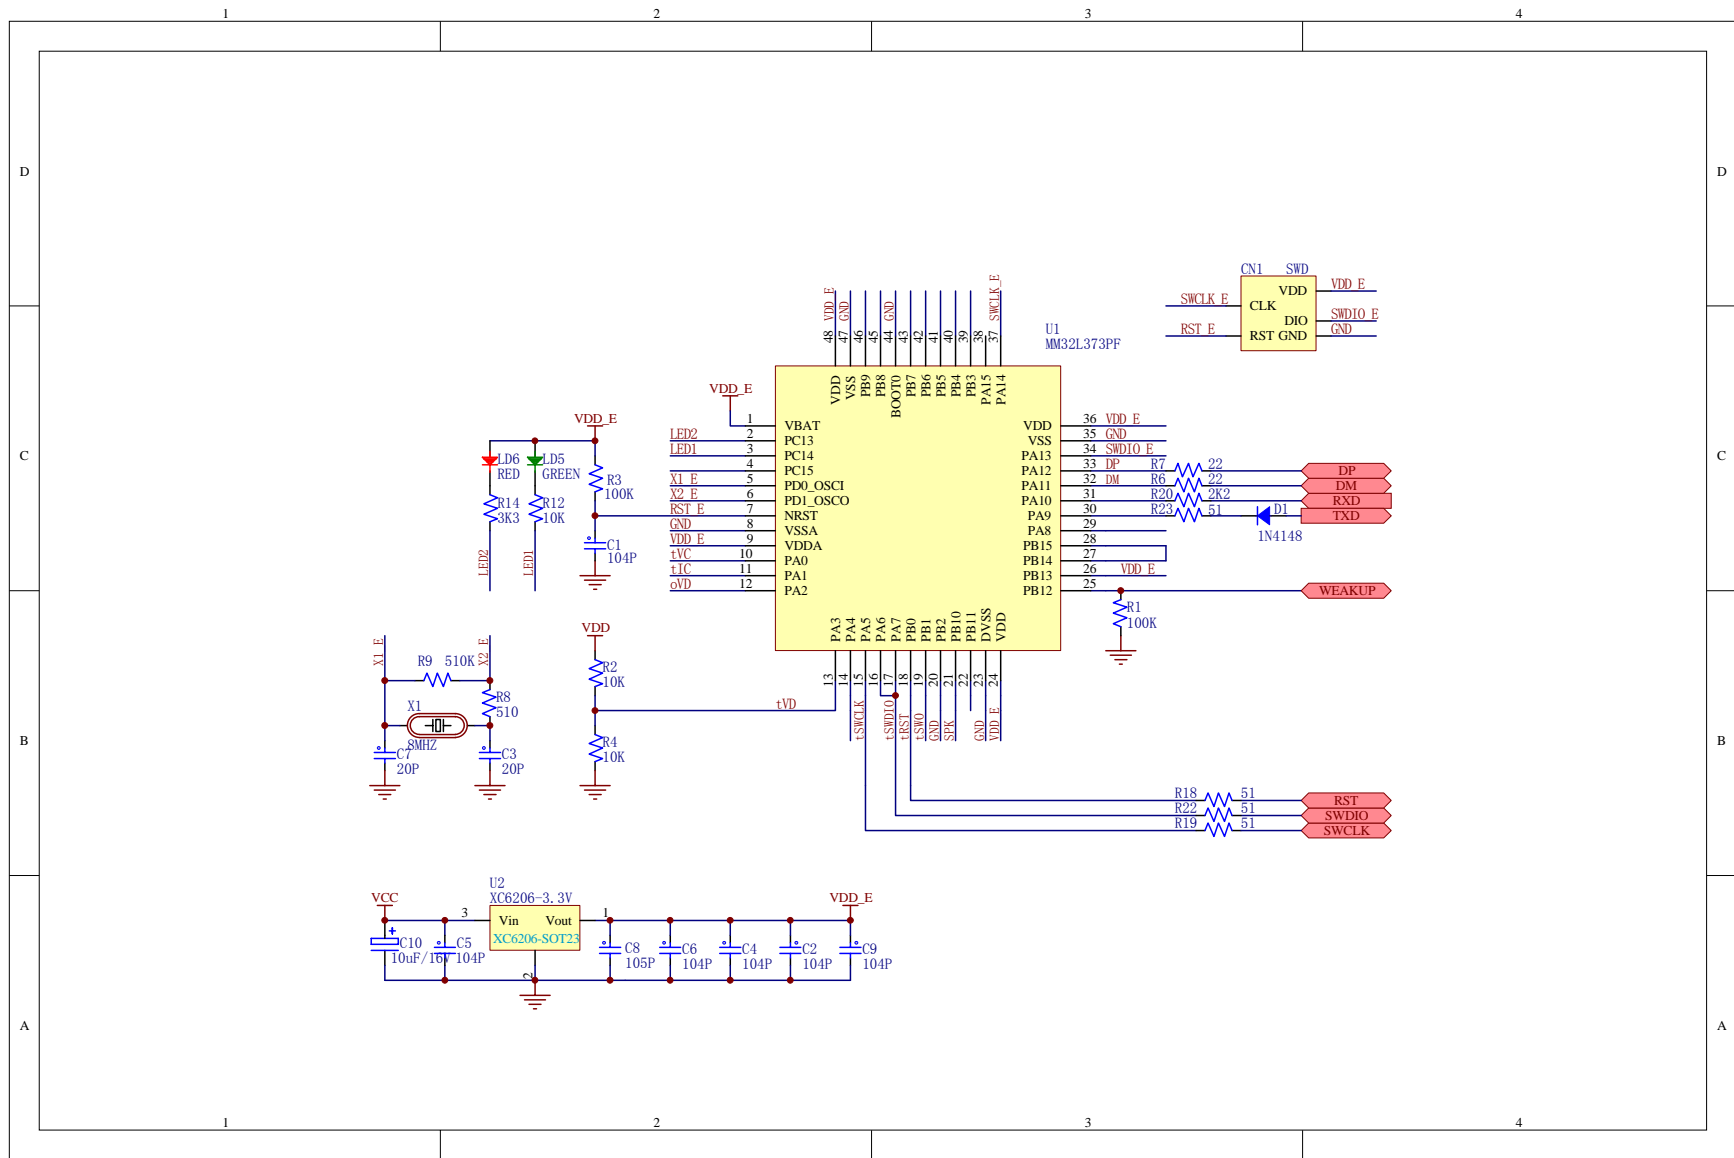 1 2 3 4
D D
C C
B B
A A
CN1 SWD
VDD VDD_E
SWCLK_E CLK
DIO SWDIO_E
RST_E RST GND GND
U1
MM32L373PF
VDD_E GND GND SWCLK_E
48 47 46 45 44 43 42 41 40 39 38 37
VDD VSS PB9 PB8 BOOT0 PB7 PB6 PB5 PB4 PB3 PA15 PA14
VDD_E
1 VBAT
LED2 2 PC13
LED1 3 PC14
4 PC15
X1_E 5 PD0_OSCI
X2_E 6 PD1_OSCO
RST_E 7 NRST
GND 8 VSSA
VDD_E 9 VDDA
tVC 10 PA0
tIC 11 PA1
oVD 12 PA2
VDD 36 VDD_E
VSS 35 GND
PA13 34 SWDIO_E
PA12 33 DP R7 22 DP
PA11 32 DM R6 22 DM
PA10 31 R20 2K2 RXD
PA9 30 R23 51 D1 TXD
1N4148
PA8 29
PB15 28
PB14 27
PB13 26 VDD_E
PB12 25 WEAKUP
R1
100K
PA3 PA4 PA5 PA6 PA7 PB0 PB1 PB2 PB10 PB11 DVSS VDD
13 14 15 16 17 18 19 20 21 22 23 24
tVD
tSWCLK tSWDIO tRST tSWO GND SPK GND VDD_E
R18 51 RST
R22 51 SWDIO
R19 51 SWCLK
VDD_E
LD6 LD5
RED GREEN
R3
100K
R14 R12
3K3 10K
C1
104P
LED2 LED1
X1_E X2_E
R9 510K
R8
510
X1
8MHZ
C7 C3
20P 20P
VDD
R2
10K
R4
10K
U2
XC6206-3.3V
VCC VDD_E
3 Vin Vout 1
XC6206-SOT23
2
C10 C5 C8 C6 C4 C2 C9
10uF/16V 104P 105P 104P 104P 104P 104P
1 2 3 4